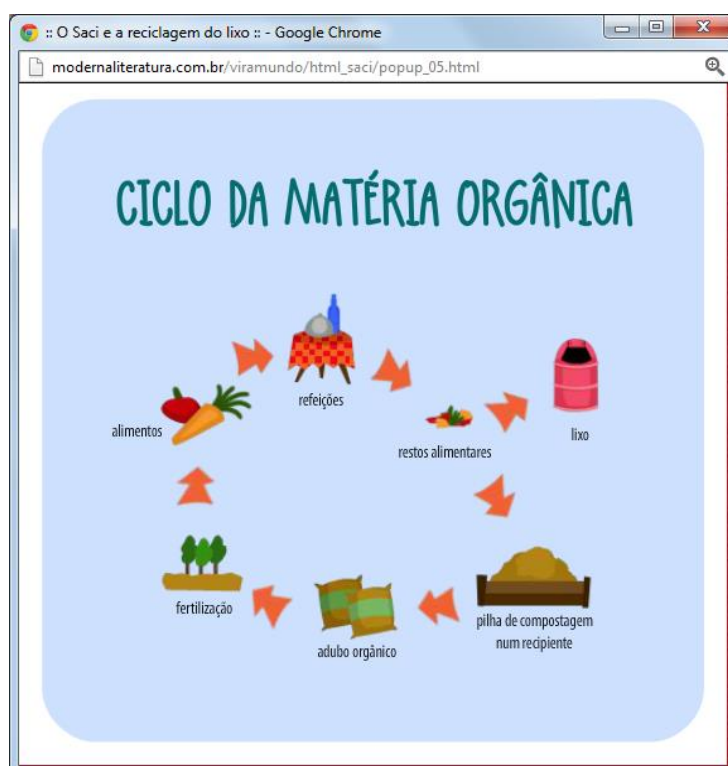 :: O Saci e a reciclagem do lixo :: - Google Chrome
modernaliteratura.com.br/viramundo/html_saci/popup_05.html
CICLO DA MATÉRIA ORGÂNICA
refeições
alimentos
restos alimentares
lixo
fertilização
adubo orgânico
pilha de compostagem
num recipiente